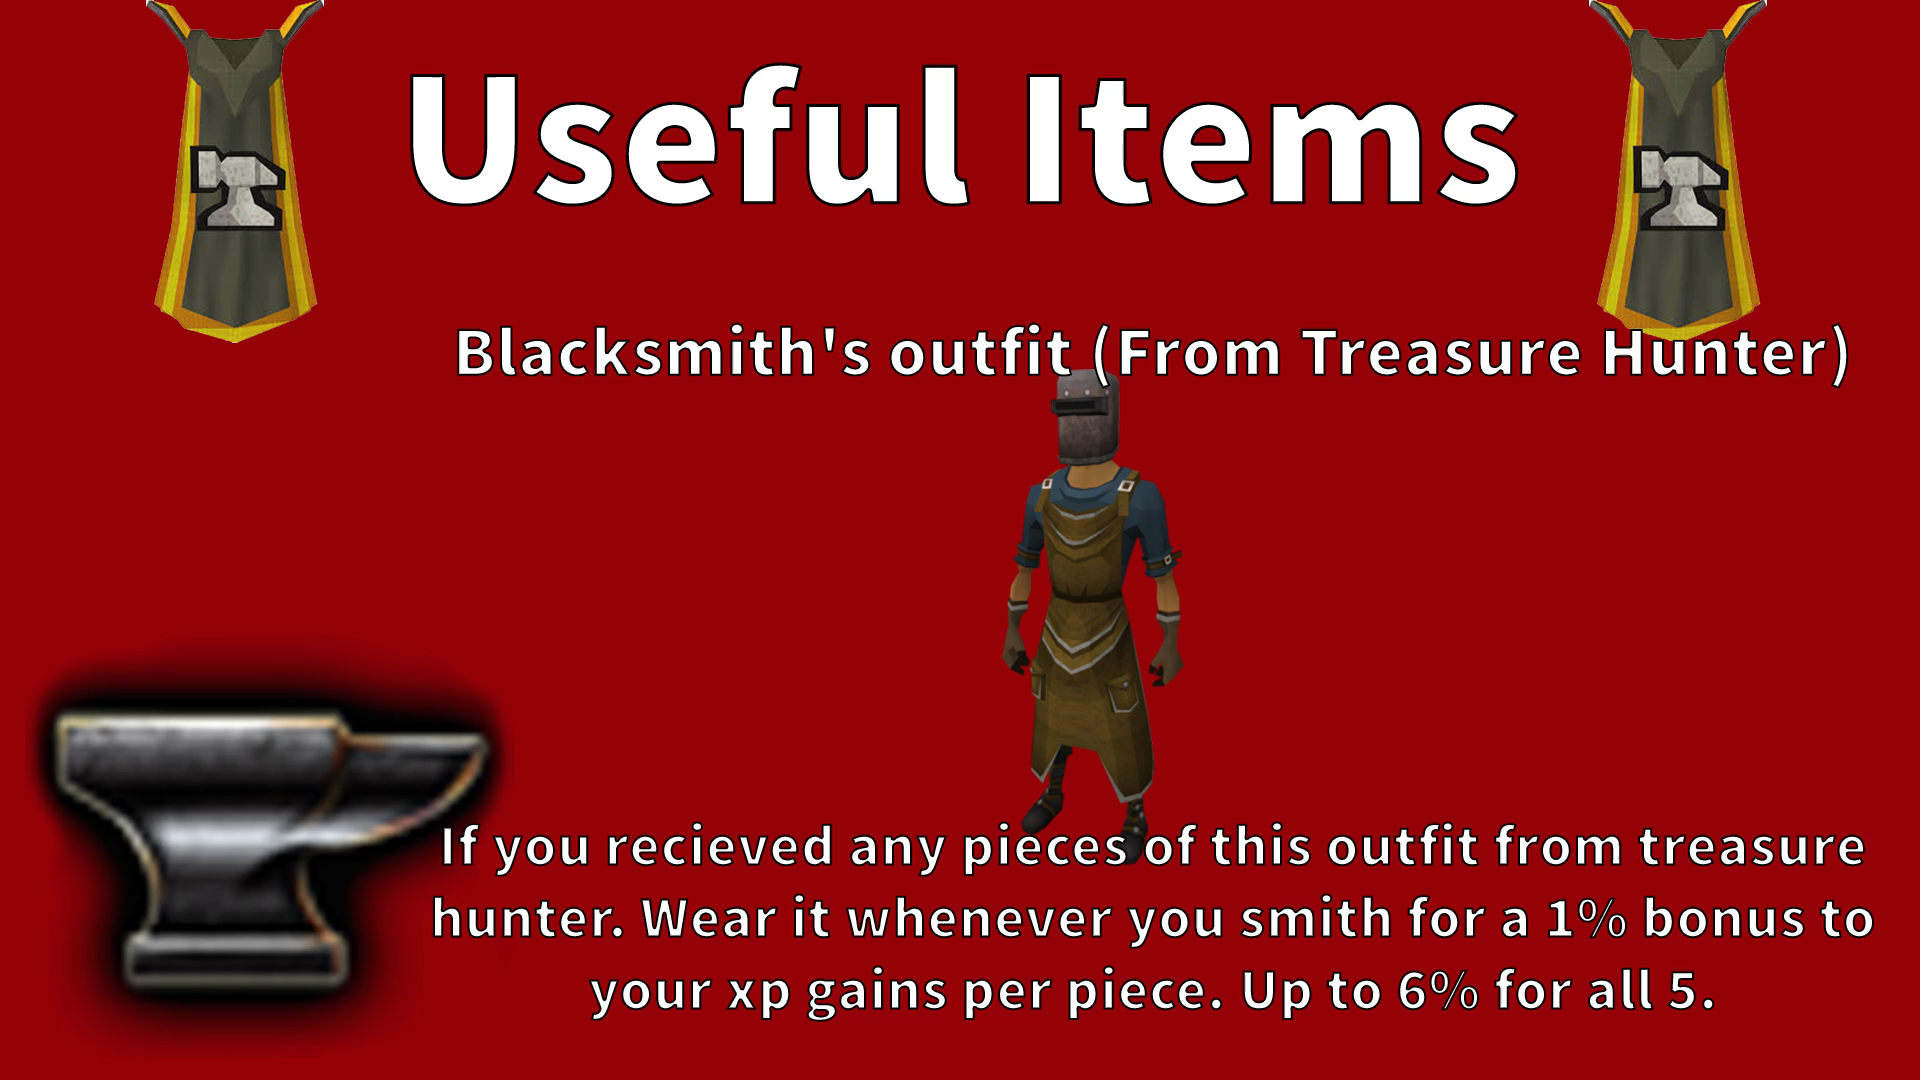 Useful Items
Blacksmith's outfit (From Treasure Hunter)
If you recieved any pieces of this outfit from treasure
hunter. Wear it whenever you smith for a 1% bonus to
your xp gains per piece. Up to 6% for all 5.